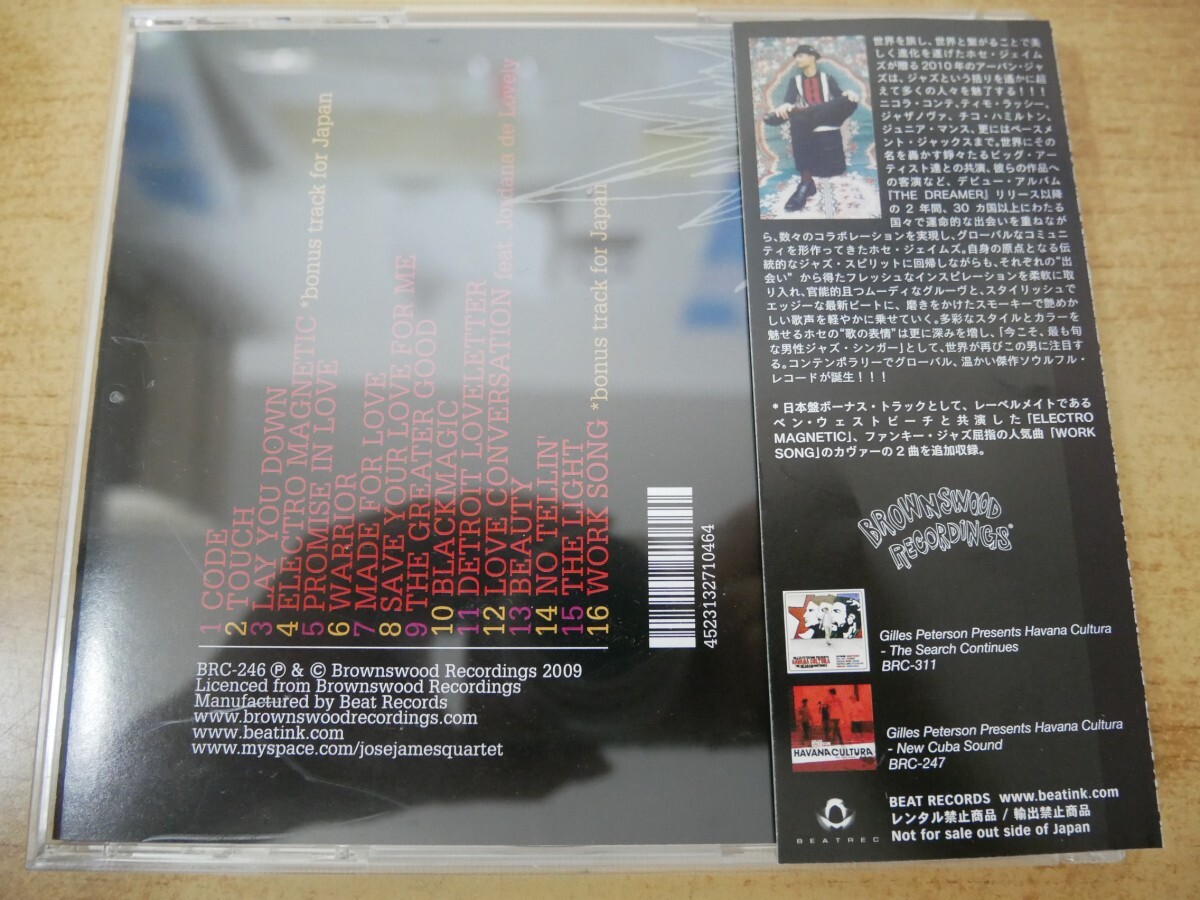 1 CODE
2 TOUCH
3 LAY YOU DOWN
4 ELECTRO MAGNETIC *bonus track for Japan
5 PROMISE IN LOVE
6 WARRIOR
7 MADE FOR LOVE
8 SAVE YOUR LOVE FOR ME
9 THE GREATER GOOD
10 BLACKMAGIC
11 DETROIT LOVELETTER
12 LOVE CONVERSATION feat. Jordana de Lovely
13 BEAUTY
14 NO TELLIN'
15 THE LIGHT
16 WORK SONG *bonus track for Japan
4523132710464
BRC-246 Ⓟ & © Brownswood Recordings 2009
Licenced from Brownswood Recordings
Manufactured by Beat Records
www.brownswoodrecordings.com
www.beatink.com
www.myspace.com/josejamesquartet
世界を旅し、世界と繋がることで美
しく進化を遂げたホセ・ジェイム
ズが贈る2010年のアーバン・ジャ
ズは、ジャズという括りを遥かに超
えて多くの人々を魅了する!!!
ニコラ・コンテ、ティモ・ラッシー、
ジャザノヴァ、チコ・ハミルトン、
ジュニア・マンス、更にはベースメ
ント・ジャックスまで。世界にその
名を轟かす錚々たるビッグ・アー
ティスト達との共演、彼らの作品へ
の客演など、デビュー・アルバム
『THE DREAMER』リリース以降
の2年間、30カ国以上にわたる
国々で運命的な出会いを重ねなが
ら、数々のコラボレーションを実現し、グローバルなコミュニ
ティを形作ってきたホセ・ジェイムズ。自身の原点となる伝
統的なジャズ・スピリットに回帰しながらも、それぞれの"出
会い"から得たフレッシュなインスピレーションを柔軟に取
り入れ、官能的且つムーディなグルーヴと、スタイリッシュで
エッジーな最新ビートに、磨きをかけたスモーキーで艶めか
しい歌声を軽やかに乗せていく。多彩なスタイルとカラーを
魅せるホセの"歌の表情"は更に深みを増し、「今こそ、最も旬
な男性ジャズ・シンガー」として、世界が再びこの男に注目す
る。コンテンポラリーでグローバル、温かい傑作ソウルフル・
レコードが誕生!!!
*日本盤ボーナス・トラックとして、レーベルメイトである
ベン・ウェストビーチと共演した「ELECTRO
MAGNETIC」、ファンキー・ジャズ屈指の人気曲「WORK
SONG」のカヴァーの2曲を追加収録。
BROWNSWOOD
RECORDINGS
Gilles Peterson Presents Havana Cultura
- The Search Continues
BRC-311
HAVANA CULTURA
Gilles Peterson Presents Havana Cultura
- New Cuba Sound
BRC-247
BEATREC
BEAT RECORDS www.beatink.com
レンタル禁止商品 / 輸出禁止商品
Not for sale out side of Japan